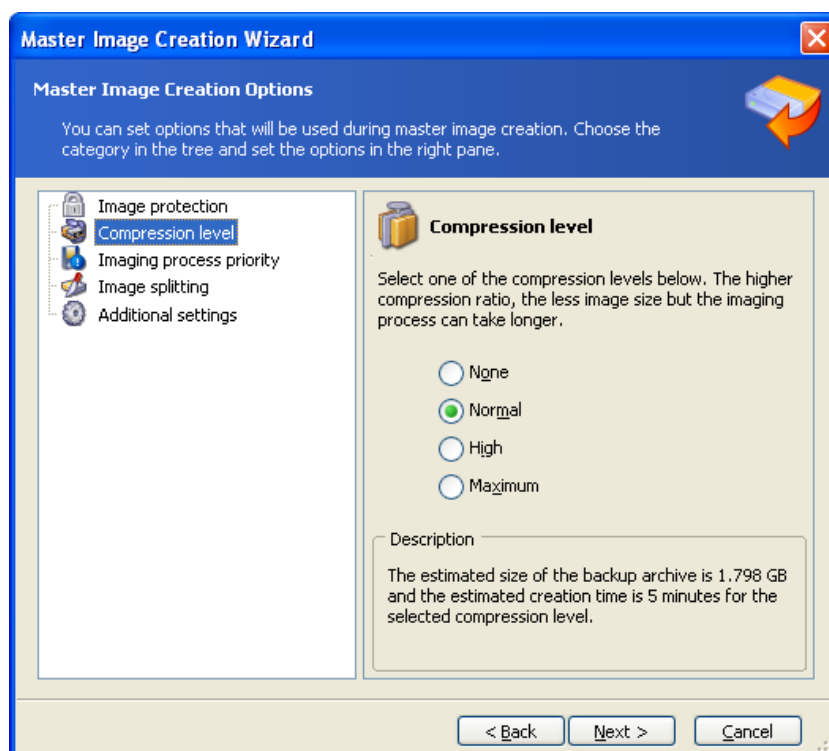 Master Image Creation Wizard
Master Image Creation Options
You can set options that will be used during master image creation. Choose the
category in the tree and set the options in the right pane.
Image protection
Compression level
Imaging process priority
Image splitting
Additional settings
Compression level
Select one of the compression levels below. The higher
compression ratio, the less image size but the imaging
process can take longer.
None
Normal
High
Maximum
Description
The estimated size of the backup archive is 1.798 GB
and the estimated creation time is 5 minutes for the
selected compression level.
< Back
Next >
Cancel